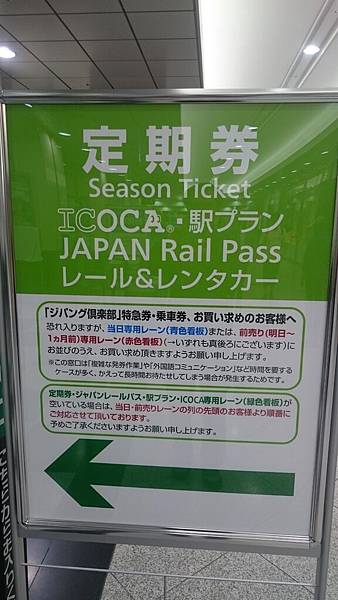 定期券
Season Ticket
ICOCA®・駅プラン
JAPAN Rail Pass
レール&レンタカー
「ジパング倶楽部」特急券・乗車券、お買い求めのお客様へ
恐れ入りますが、当日専用レーン(青色看板)または、前売り(明日~
1ヵ月前)専用レーン(赤色看板)(→いずれも真後ろにございます)に
お並びのうえ、お買い求め頂きますようお願い申し上げます。
※この窓口は「複雑な発券作業」や「外国語コミュニケーション」など時間を要する
ケースが多く、かえって長時間お待たせしてしまう場合が発生するためです。
定期券・ジャパンレールパス・駅プラン・ICOCA専用レーン(緑色看板)が
空いている場合は、当日・前売りレーンの列の先頭のお客様より順番に
ご対応させて頂いております。
予めご了承くださいますようお願い申し上げます。